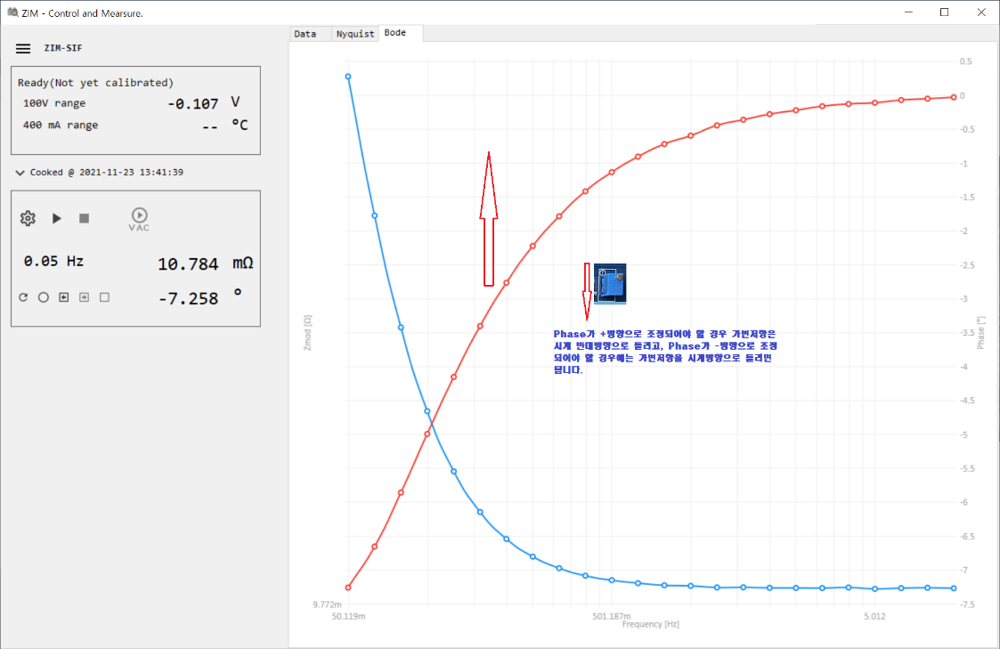 ZIM - Control and Mearsure.
ZIM-SIF
Data
Nyquist
Bode
Ready(Not yet calibrated)
100V range -0.107 V
400 mA range -- °C
Cooked @ 2021-11-23 13:41:39
VAC
0.05 Hz 10.784 mΩ
-7.258 °
0.5
0
-0.5
-1
-1.5
-2
-2.5
-3
-3.5
-4
-4.5
-5
-5.5
-6
-6.5
-7
-7.5
Zmod [Ω]
Phase [°]
Phase가 +방향으로 조정되어야 할 경우 가변저항은
시계 반대방향으로 돌리고, Phase가 -방향으로 조정
되어야 할 경우에는 가변저항을 시계방향으로 돌리면
됩니다.
9.772m
50.119m
501.187m
5.012
Frequency [Hz]